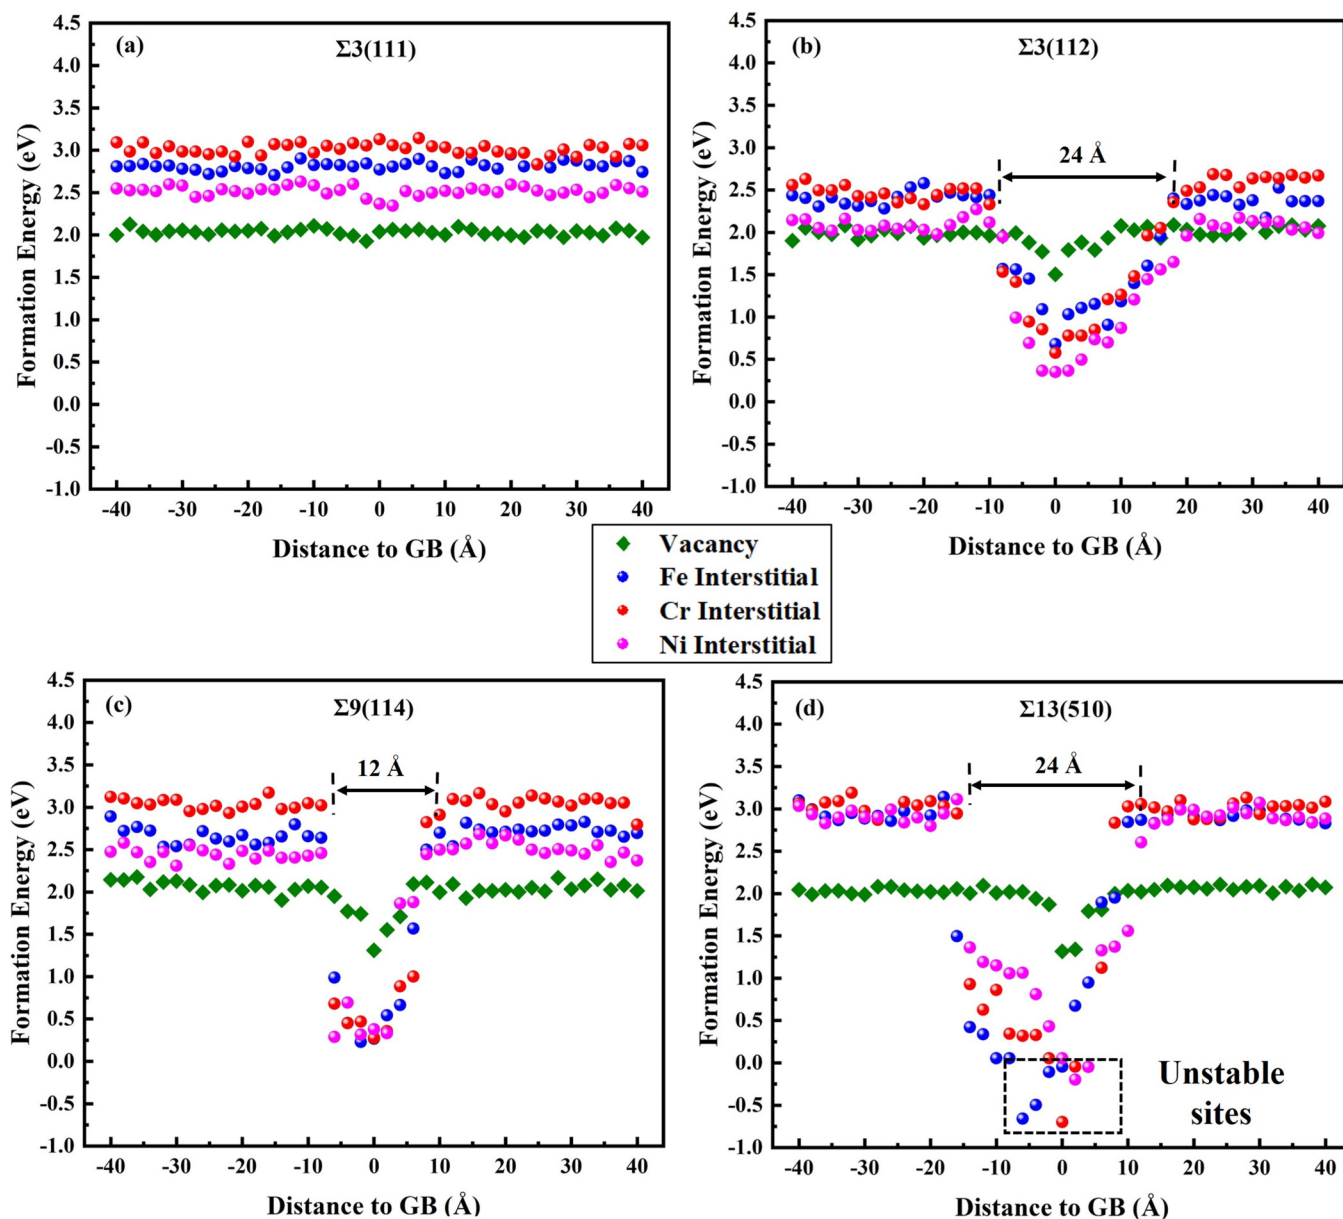 (a)
Σ3(111)
4.5
4.0
3.5
3.0
2.5
2.0
1.5
1.0
0.5
0.0
-0.5
-1.0
Formation Energy (eV)
-40 -30 -20 -10 0 10 20 30 40
Distance to GB (Å)
(b)
Σ3(112)
24 Å
4.5
4.0
3.5
3.0
2.5
2.0
1.5
1.0
0.5
0.0
-0.5
-1.0
Formation Energy (eV)
-40 -30 -20 -10 0 10 20 30 40
Distance to GB (Å)
Vacancy
Fe Interstitial
Cr Interstitial
Ni Interstitial
(c)
Σ9(114)
12 Å
4.5
4.0
3.5
3.0
2.5
2.0
1.5
1.0
0.5
0.0
-0.5
-1.0
Formation Energy (eV)
-40 -30 -20 -10 0 10 20 30 40
Distance to GB (Å)
(d)
Σ13(510)
24 Å
4.5
4.0
3.5
3.0
2.5
2.0
1.5
1.0
0.5
0.0
-0.5
-1.0
Formation Energy (eV)
Unstable
sites
-40 -30 -20 -10 0 10 20 30 40
Distance to GB (Å)